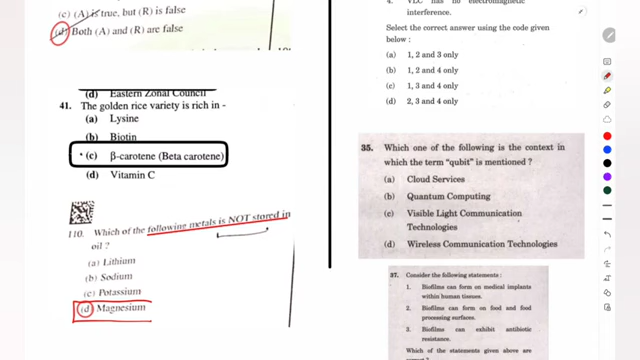 (c) (A) is true, but (R) is false
(d) Both (A) and (R) are false
(d) Eastern Zonal Council
41. The golden rice variety is rich in -
(a) Lysine
(b) Biotin
(c) β-carotene (Beta carotene)
(d) Vitamin C
110. Which of the following metals is NOT stored in
oil ?
(a) Lithium
(b) Sodium
(c) Potassium
(d) Magnesium
4. VLC has no electromagnetic
interference.
Select the correct answer using the code given
below :
(a) 1, 2 and 3 only
(b) 1, 2 and 4 only
(c) 1, 3 and 4 only
(d) 2, 3 and 4 only
35. Which one of the following is the context in
which the term "qubit" is mentioned ?
(a) Cloud Services
(b) Quantum Computing
(c) Visible Light Communication
Technologies
(d) Wireless Communication Technologies
37. Consider the following statements :
1. Biofilms can form on medical implants
within human tissues.
2. Biofilms can form on food and food
processing surfaces.
3. Biofilms can exhibit antibiotic
resistance.
Which of the statements given above are